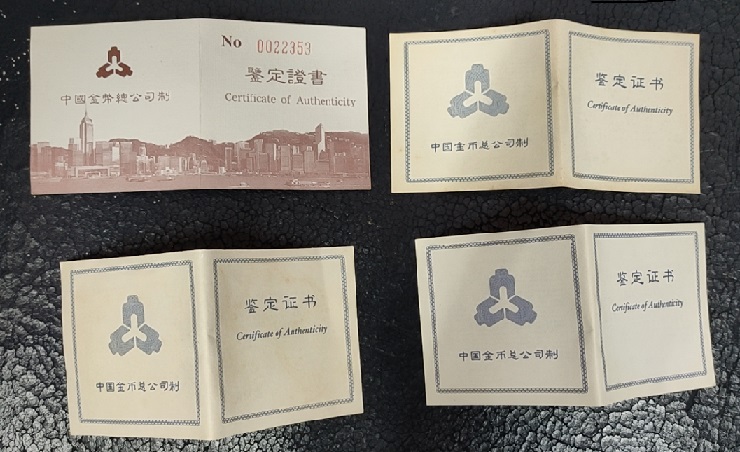 No 0022353
鉴定證書
中國金幣總公司制
Certificate of Authenticity
鉴定证书
Certificate of Authenticity
中国金币总公司制
鉴定证书
Certificate of Authenticity
中国金币总公司制
鉴定证书
Certificate of Authenticity
中国金币总公司制